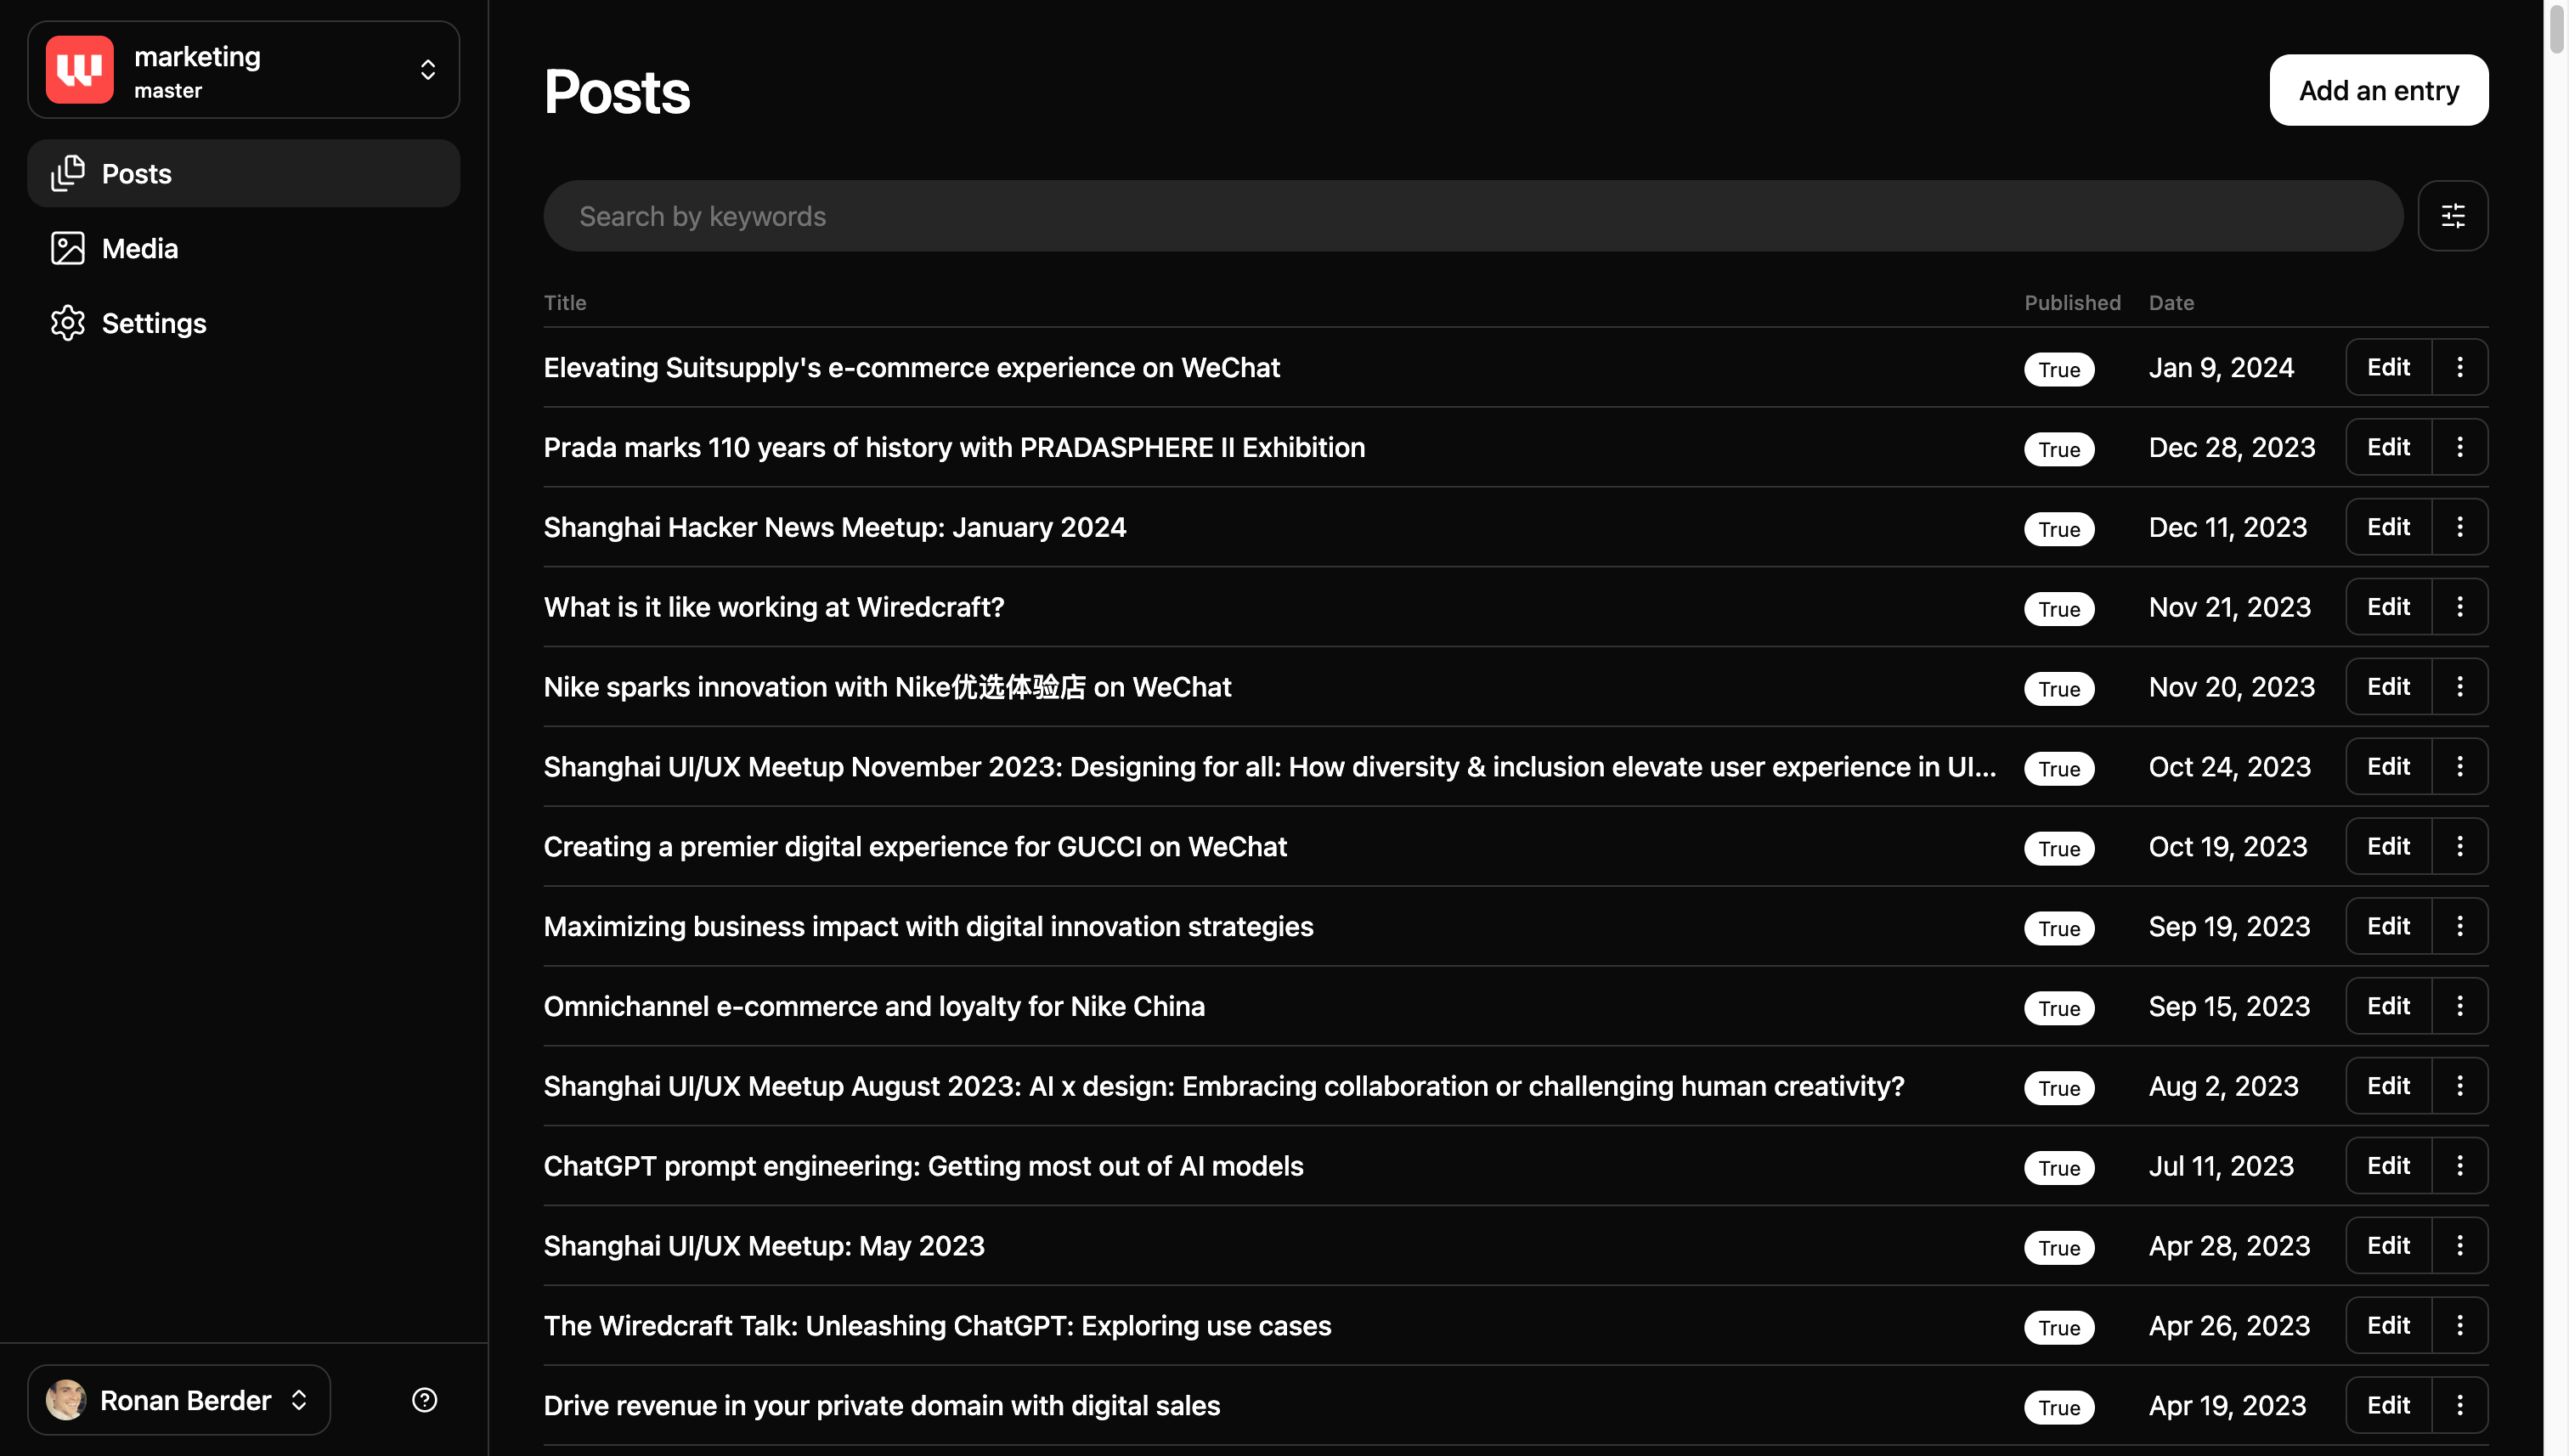 marketing
master
Posts
Media
Settings
Ronan Berder
Posts
Add an entry
Search by keywords
Title Published Date
Elevating Suitsupply's e-commerce experience on WeChat True Jan 9, 2024 Edit
Prada marks 110 years of history with PRADASPHERE II Exhibition True Dec 28, 2023 Edit
Shanghai Hacker News Meetup: January 2024 True Dec 11, 2023 Edit
What is it like working at Wiredcraft? True Nov 21, 2023 Edit
Nike sparks innovation with Nike优选体验店 on WeChat True Nov 20, 2023 Edit
Shanghai UI/UX Meetup November 2023: Designing for all: How diversity & inclusion elevate user experience in UI... True Oct 24, 2023 Edit
Creating a premier digital experience for GUCCI on WeChat True Oct 19, 2023 Edit
Maximizing business impact with digital innovation strategies True Sep 19, 2023 Edit
Omnichannel e-commerce and loyalty for Nike China True Sep 15, 2023 Edit
Shanghai UI/UX Meetup August 2023: AI x design: Embracing collaboration or challenging human creativity? True Aug 2, 2023 Edit
ChatGPT prompt engineering: Getting most out of AI models True Jul 11, 2023 Edit
Shanghai UI/UX Meetup: May 2023 True Apr 28, 2023 Edit
The Wiredcraft Talk: Unleashing ChatGPT: Exploring use cases True Apr 26, 2023 Edit
Drive revenue in your private domain with digital sales True Apr 19, 2023 Edit